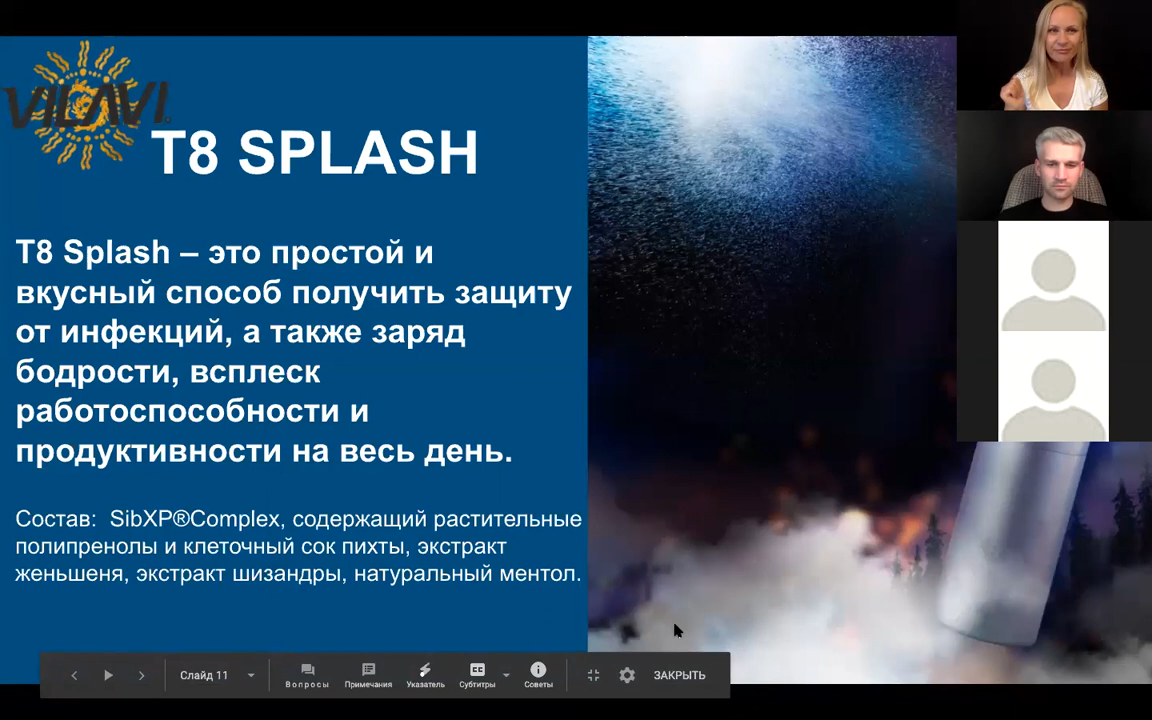 VILAVI
T8 SPLASH
T8 Splash – это простой и
вкусный способ получить защиту
от инфекций, а также заряд
бодрости, всплеск
работоспособности и
продуктивности на весь день.
Состав: SibXP®Complex, содержащий растительные
полипренолы и клеточный сок пихты, экстракт
женьшеня, экстракт шизандры, натуральный ментол.
Слайд 11
Вопросы
Примечания
Указатель
Субтитры
Советы
ЗАКРЫТЬ